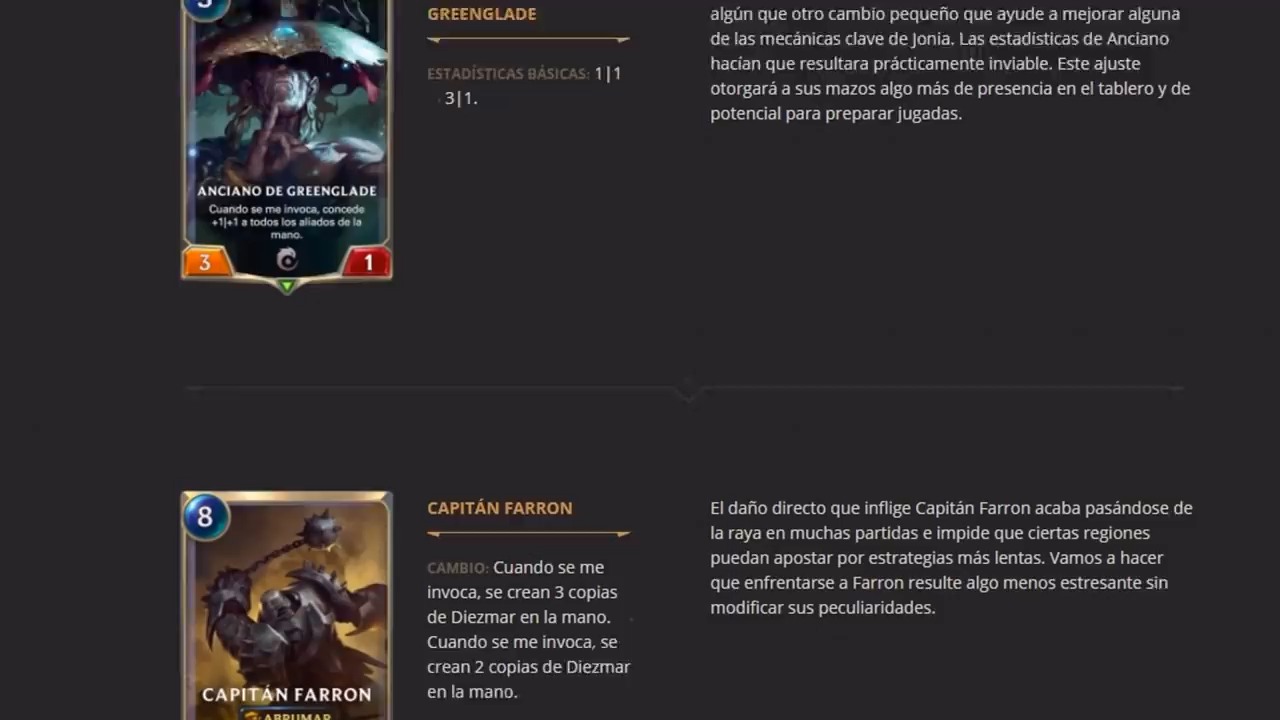 GREENGLADE
ESTADÍSTICAS BÁSICAS: 1|1
3|1.
algún que otro cambio pequeño que ayude a mejorar alguna
de las mecánicas clave de Jonia. Las estadísticas de Anciano
hacían que resultara prácticamente inviable. Este ajuste
otorgará a sus mazos algo más de presencia en el tablero y de
potencial para preparar jugadas.
ANCIANO DE GREENGLADE
Cuando se me invoca, concede
+1|+1 a todos los aliados de la
mano.
3
1
8
CAPITÁN FARRON
ABRUMAR
CAPITÁN FARRON
CAMBIO: Cuando se me
invoca, se crean 3 copias
de Diezmar en la mano.
Cuando se me invoca, se
crean 2 copias de Diezmar
en la mano.
El daño directo que inflige Capitán Farron acaba pasándose de
la raya en muchas partidas e impide que ciertas regiones
puedan apostar por estrategias más lentas. Vamos a hacer
que enfrentarse a Farron resulte algo menos estresante sin
modificar sus peculiaridades.